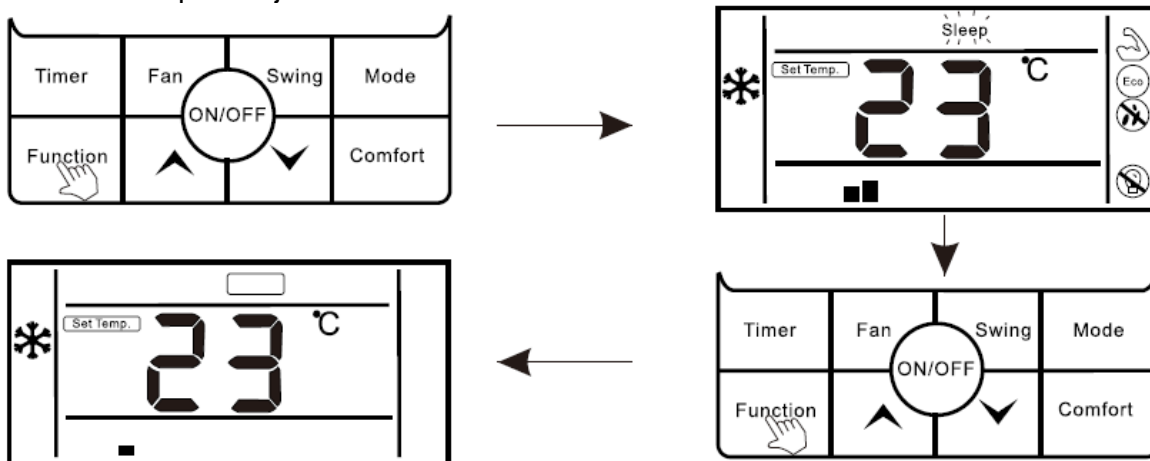 Timer Fan Swing Mode
ON/OFF
Function Comfort
Sleep
Set Temp. 23 °C
Eco
Set Temp. 23 °C
Timer Fan Swing Mode
ON/OFF
Function Comfort